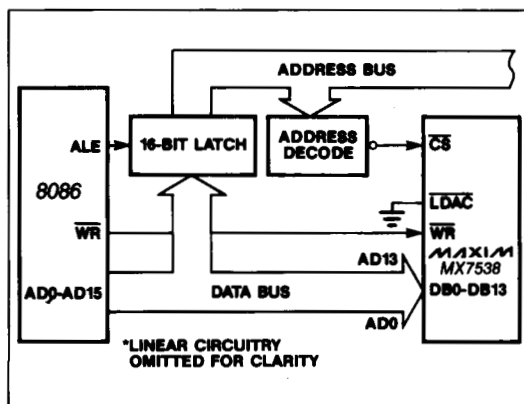 ADDRESS BUS
ALE
16-BIT LATCH
ADDRESS
DECODE
CS
8086
LDAC
WR
WR
MAXIM
MX7538
AD13
AD0-AD15
DATA BUS
DB0-DB13
AD0
*LINEAR CIRCUITRY
OMITTED FOR CLARITY